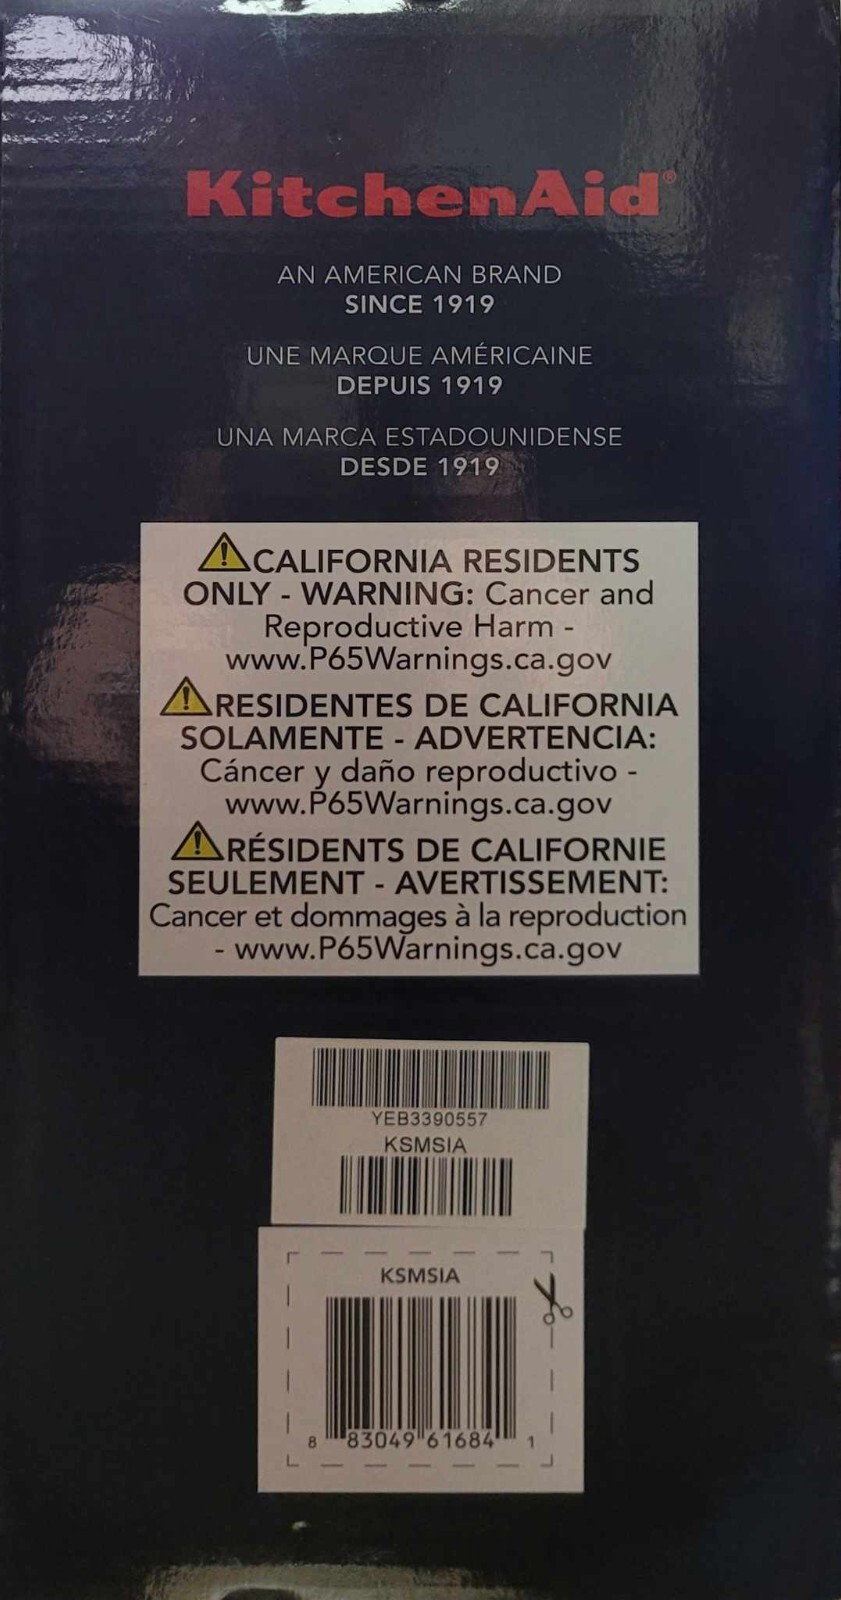 KitchenAid®
AN AMERICAN BRAND
SINCE 1919
UNE MARQUE AMÉRICAINE
DEPUIS 1919
UNA MARCA ESTADOUNIDENSE
DESDE 1919
CALIFORNIA RESIDENTS
ONLY - WARNING: Cancer and
Reproductive Harm -
www.P65Warnings.ca.gov
RESIDENTES DE CALIFORNIA
SOLAMENTE - ADVERTENCIA:
Cáncer y daño reproductivo -
www.P65Warnings.ca.gov
RÉSIDENTS DE CALIFORNIE
SEULEMENT - AVERTISSEMENT:
Cancer et dommages à la reproduction
- www.P65Warnings.ca.gov
YEB3390557
KSMSIA
KSMSIA
8 83049 61684 1